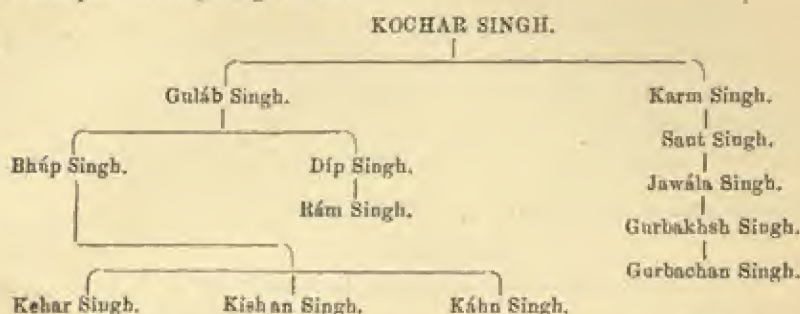 KOCHAR SINGH.
Guláb Singh. Karm Singh.
Sant Singh.
Bhúp Singh. Díp Singh.
Jawála Singh.
Rám Singh.
Gurbakhsh Singh.
Gurbachan Singh.
Kehar Singh. Kishan Singh. Káhn Singh.